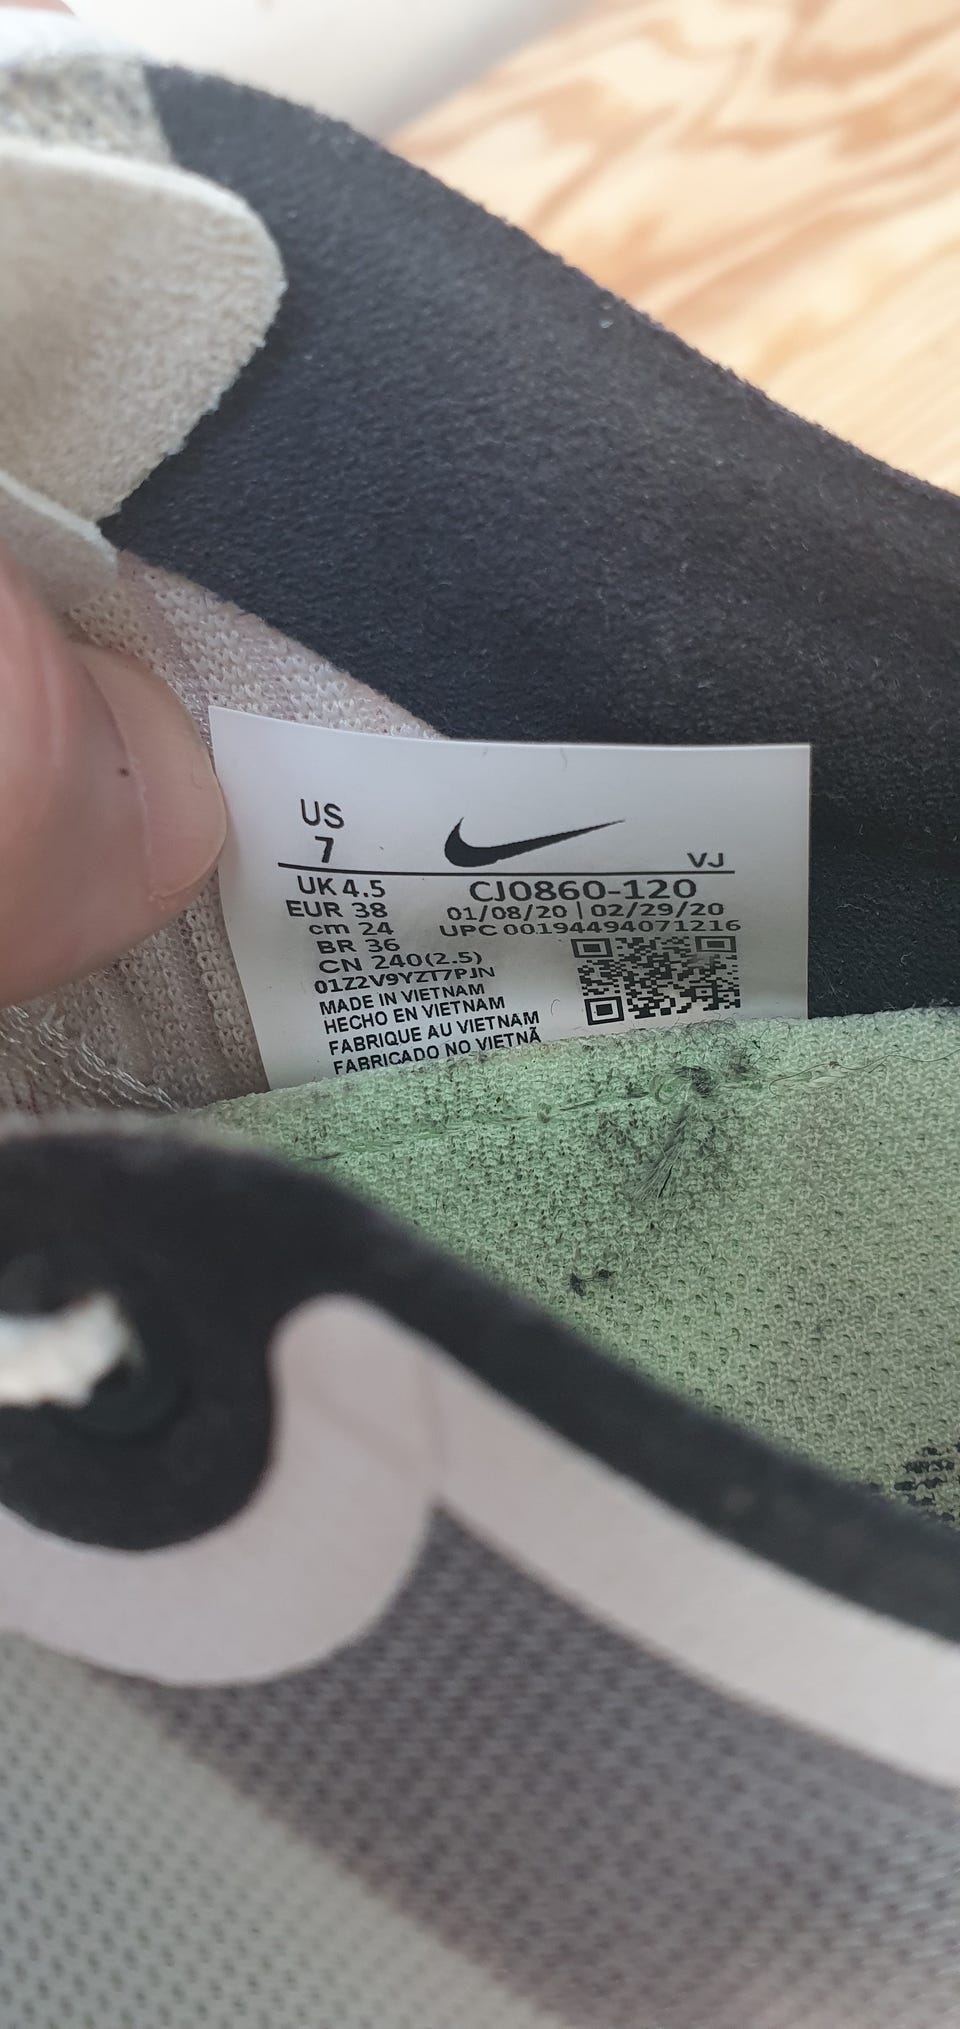 US
7
VJ
UK 4.5
CJ0860-120
EUR 38
01/08/20 | 02/29/20
cm 24
UPC 00194494071216
BR 36
CN 240(2.5)
01Z2V9YZT7PJN
MADE IN VIETNAM
HECHO EN VIETNAM
FABRIQUE AU VIETNAM
FABRICADO NO VIETNÃ